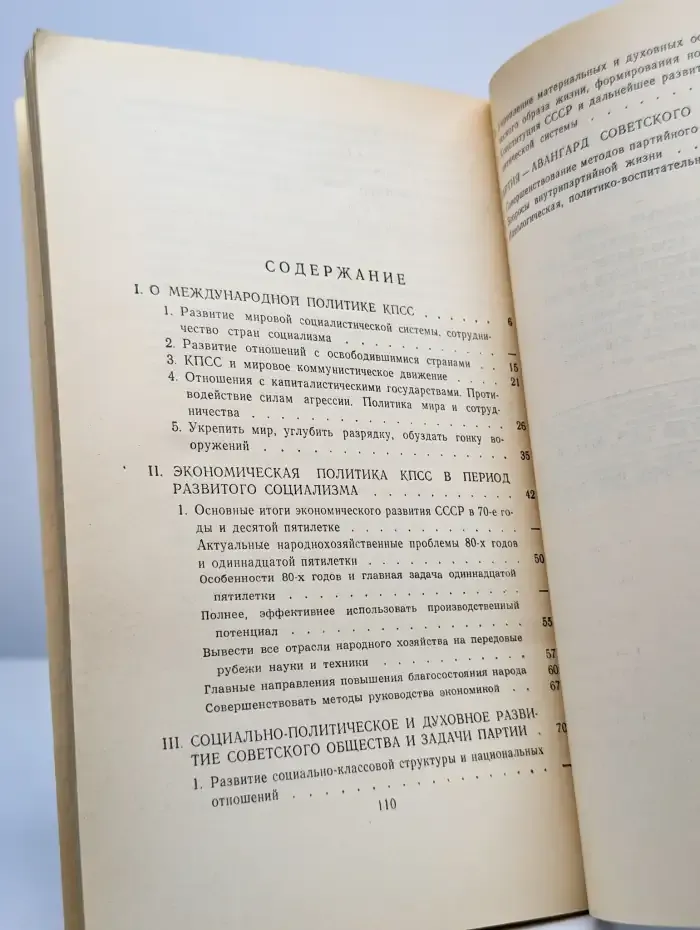 СОДЕРЖАНИЕ
I. О МЕЖДУНАРОДНОЙ ПОЛИТИКЕ КПСС . . . . . . 6
1. Развитие мировой социалистической системы, сотрудни-
чество стран социализма . . . . . . . . . . —
2. Развитие отношений с освободившимися странами . . 15
3. КПСС и мировое коммунистическое движение . . . . 21
4. Отношения с капиталистическими государствами. Проти-
водействие силам агрессии. Политика мира и сотруд-
ничества . . . . . . . . . . . . . . . 26
5. Укрепить мир, углубить разрядку, обуздать гонку во-
оружений . . . . . . . . . . . . . . . 35
II. ЭКОНОМИЧЕСКАЯ ПОЛИТИКА КПСС В ПЕРИОД
РАЗВИТОГО СОЦИАЛИЗМА . . . . . . . . . 42
1. Основные итоги экономического развития СССР в 70-е го-
ды и десятой пятилетке . . . . . . . . . . . —
Актуальные народнохозяйственные проблемы 80-х годов
и одиннадцатой пятилетки . . . . . . . . . . 50
Особенности 80-х годов и главная задача одиннадцатой
пятилетки . . . . . . . . . . . . . . —
Полнее, эффективнее использовать производственный
потенциал . . . . . . . . . . . . . . 55
Вывести все отрасли народного хозяйства на передовые
рубежи науки и техники . . . . . . . . . 57
Главные направления повышения благосостояния народа 60
Совершенствовать методы руководства экономикой . . 67
III. СОЦИАЛЬНО-ПОЛИТИЧЕСКОЕ И ДУХОВНОЕ РАЗВИ-
ТИЕ СОВЕТСКОГО ОБЩЕСТВА И ЗАДАЧИ ПАРТИИ . 70
1. Развитие социально-классовой структуры и национальных
отношений . . . . . . . . . . . . . . —
110
материальных и духовных
образа жизни, формирования
Конституция СССР и дальнейшее
системы . . . . . .
— АВАНГАРД СОВЕТСКОГО
методов партийного
внутрипартийной жизни . .
политико-воспитатель